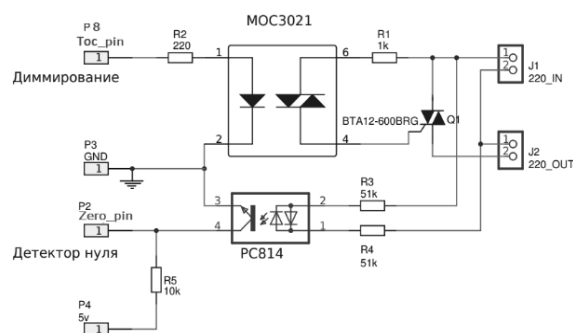 MOC3021
P 8
Toc_pin
1
R2
220
1
6
R1
1k
1
2
J1
220_IN
Диммирование
BTA12-600BRG
Q1
P3
GND
1
2
4
1
2
J2
220_OUT
P2
Zero_pin
1
3
4
2
1
R3
51k
R4
51k
PC814
Детектор нуля
R5
10k
P4
5v
1